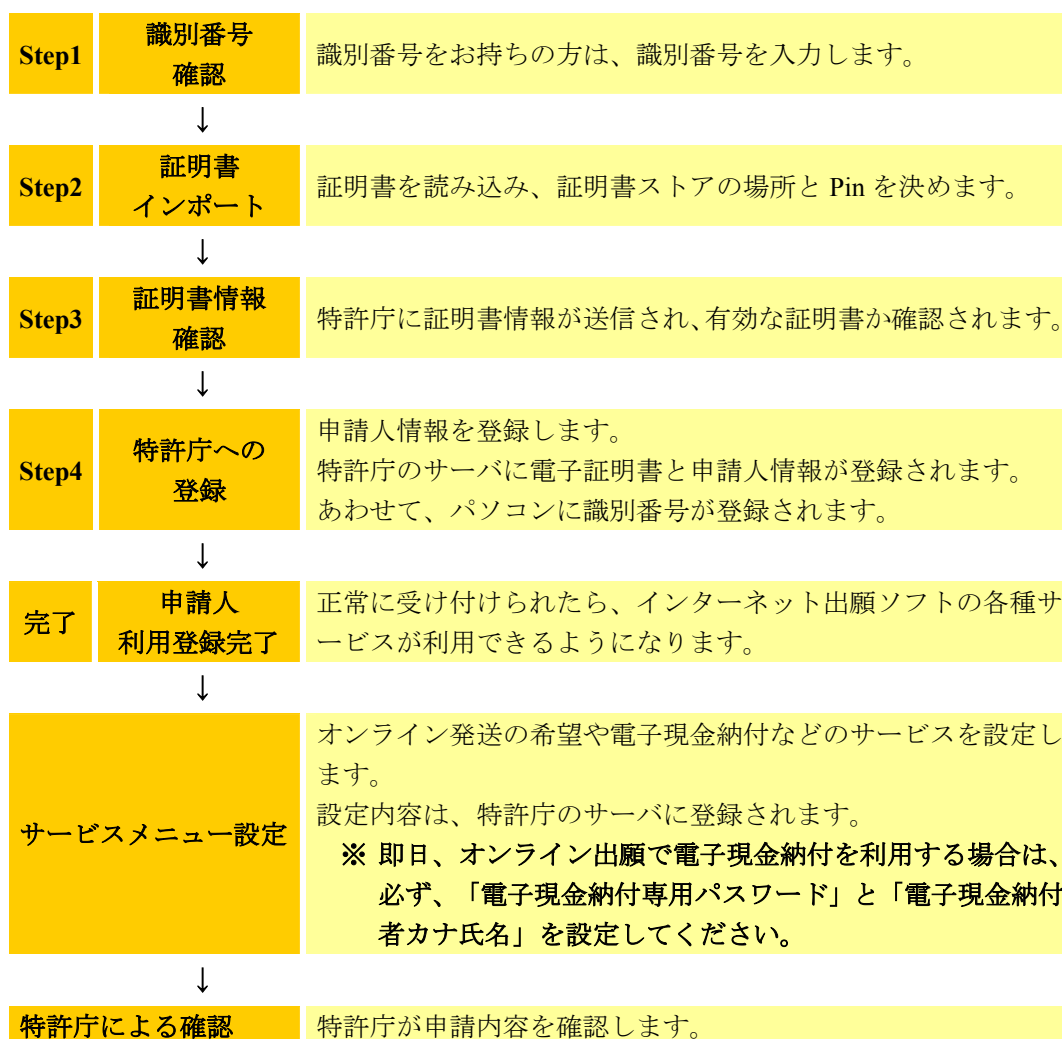 Step1
識別番号
確認
識別番号をお持ちの方は、識別番号を入力します。
↓
Step2
証明書
インポート
証明書を読み込み、証明書ストアの場所と Pin を決めます。
↓
Step3
証明書情報
確認
特許庁に証明書情報が送信され、有効な証明書か確認されます。
↓
Step4
特許庁への
登録
申請人情報を登録します。
特許庁のサーバに電子証明書と申請人情報が登録されます。
あわせて、パソコンに識別番号が登録されます。
↓
完了
申請人
利用登録完了
正常に受け付けられたら、インターネット出願ソフトの各種サ
ービスが利用できるようになります。
↓
サービスメニュー設定
オンライン発送の希望や電子現金納付などのサービスを設定し
ます。
設定内容は、特許庁のサーバに登録されます。
※ 即日、オンライン出願で電子現金納付を利用する場合は、
必ず、「電子現金納付専用パスワード」と「電子現金納付
者カナ氏名」を設定してください。
↓
特許庁による確認
特許庁が申請内容を確認します。